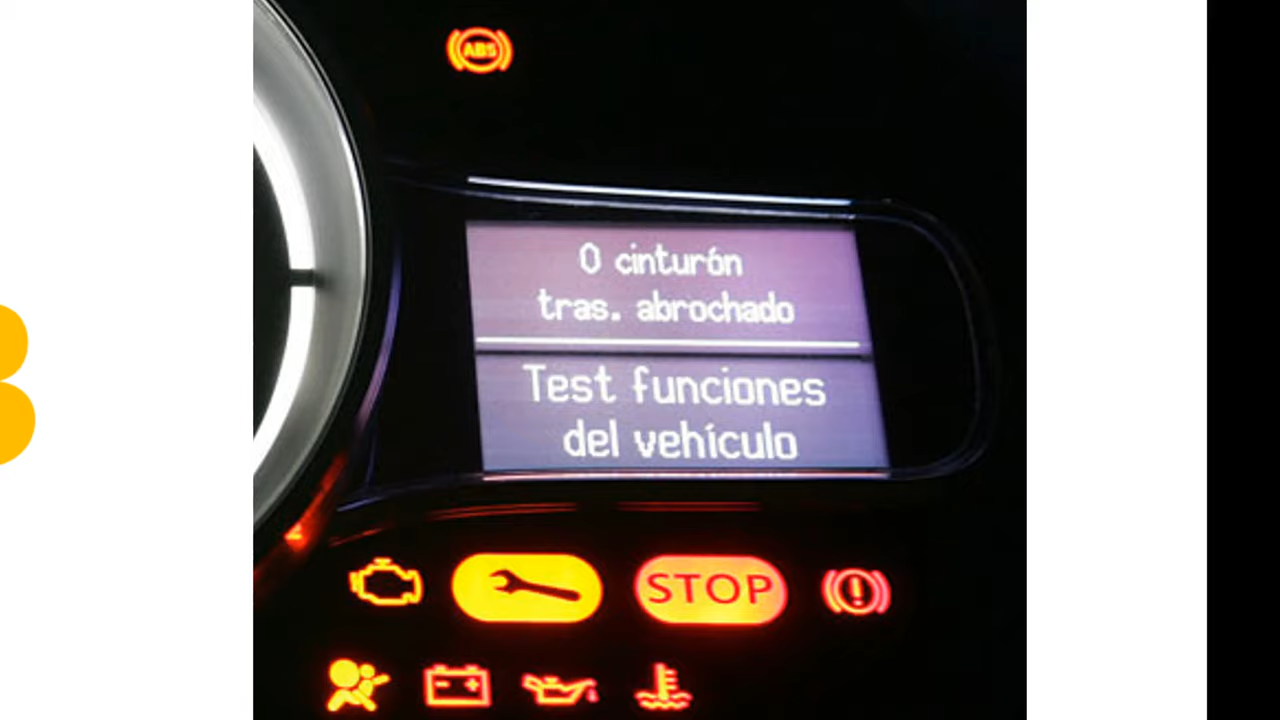 ABS
0 cinturón
tras. abrochado
Test funciones
del vehículo
STOP